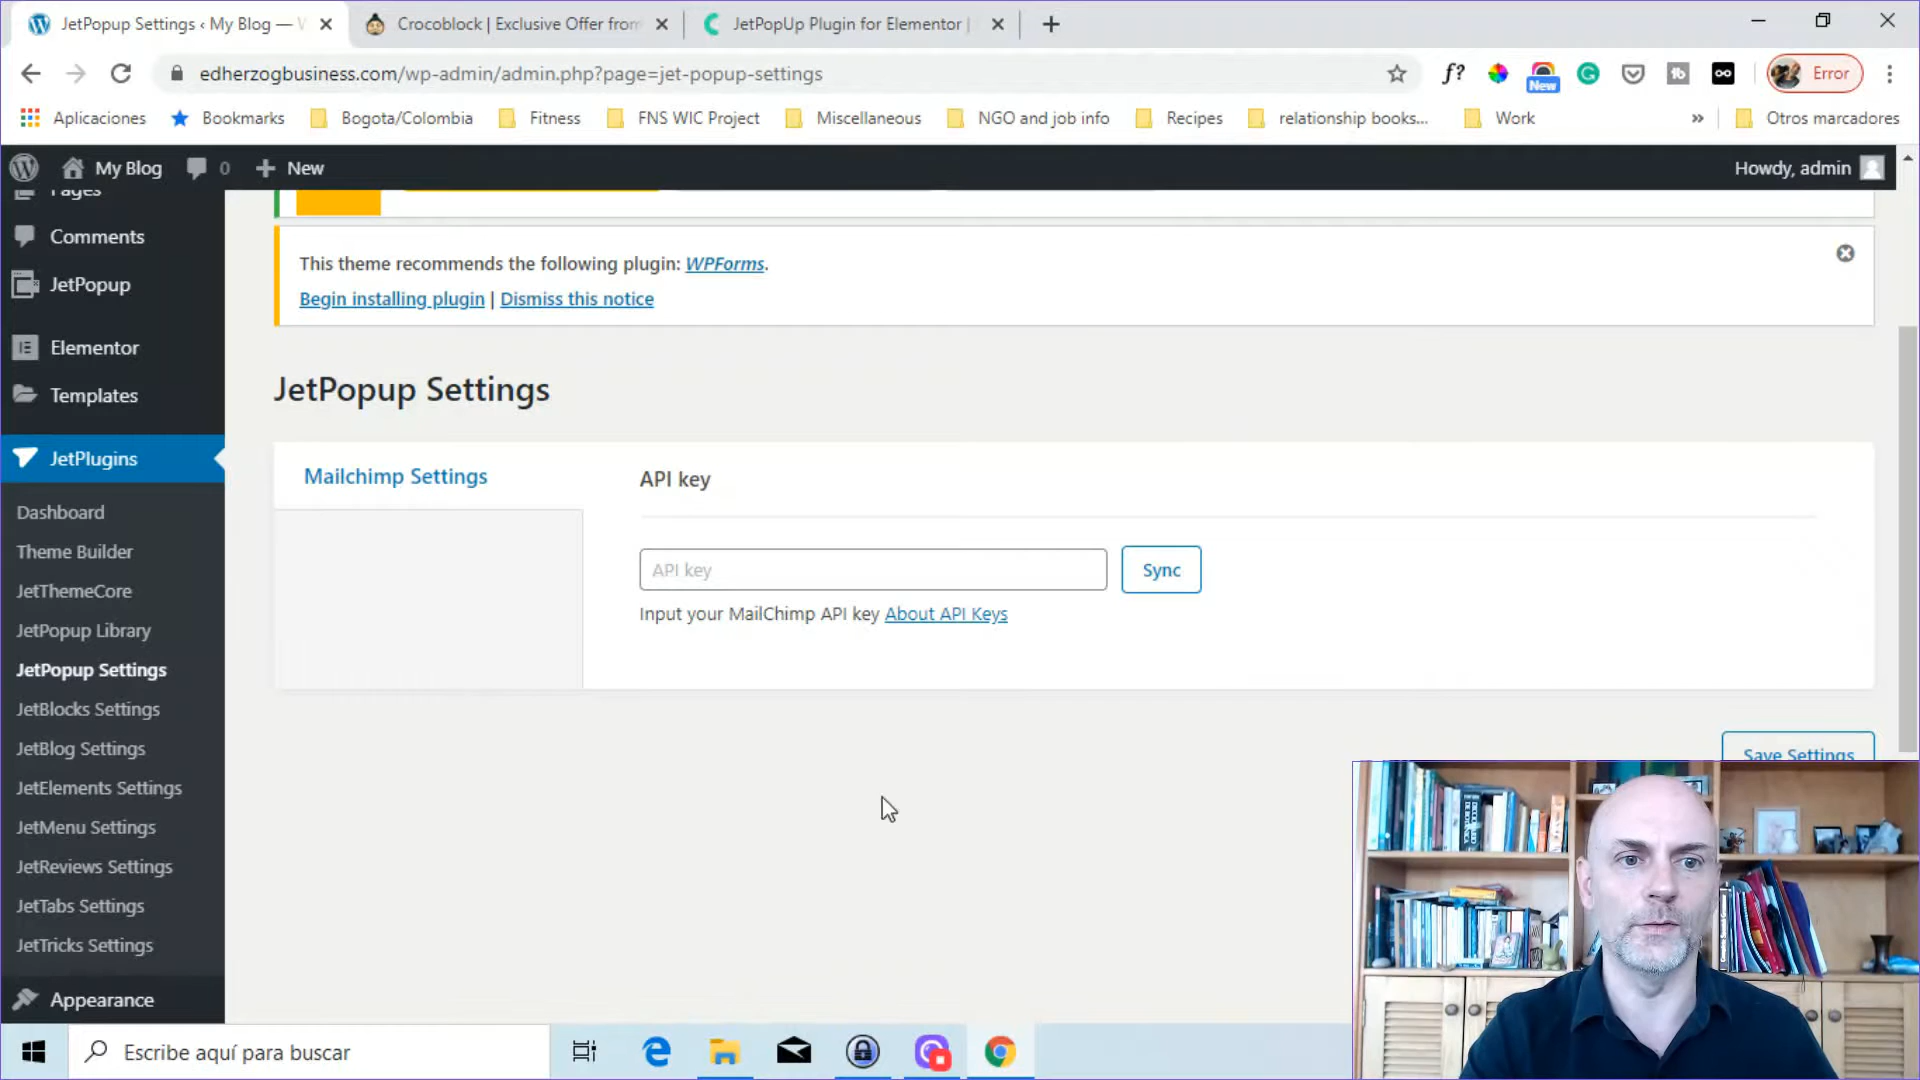 JetPopup Settings ‹ My Blog — W
Crocoblock | Exclusive Offer from
JetPopUp Plugin for Elementor |
edherzogbusiness.com/wp-admin/admin.php?page=jet-popup-settings
f?
New
Error
Aplicaciones
Bookmarks
Bogota/Colombia
Fitness
FNS WIC Project
Miscellaneous
NGO and job info
Recipes
relationship books...
Work
»
Otros marcadores
My Blog
0
New
Howdy, admin
Pages
Comments
JetPopup
Elementor
Templates
JetPlugins
Dashboard
Theme Builder
JetThemeCore
JetPopup Library
JetPopup Settings
JetBlocks Settings
JetBlog Settings
JetElements Settings
JetMenu Settings
JetReviews Settings
JetTabs Settings
JetTricks Settings
Appearance
This theme recommends the following plugin: WPForms.
Begin installing plugin | Dismiss this notice
JetPopup Settings
Mailchimp Settings
API key
API key
Sync
Input your MailChimp API key About API Keys
Save Settings
Escribe aquí para buscar